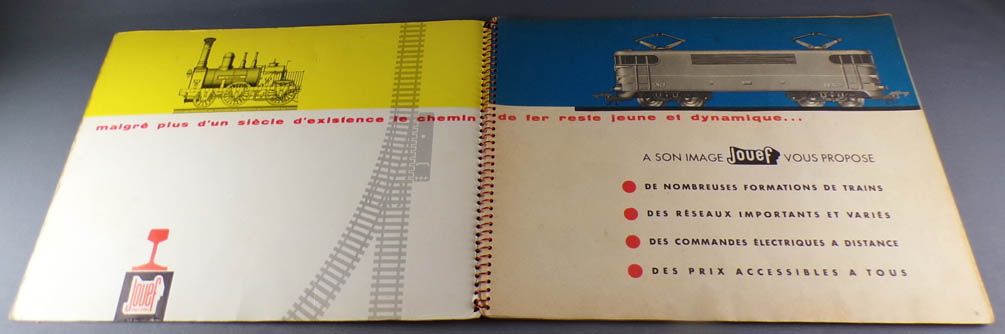 malgré plus d'un siècle d'existence le chemin de fer reste jeune et dynamique...
A SON IMAGE Jouef VOUS PROPOSE
DE NOMBREUSES FORMATIONS DE TRAINS
DES RÉSEAUX IMPORTANTS ET VARIÉS
DES COMMANDES ÉLECTRIQUES A DISTANCE
DES PRIX ACCESSIBLES A TOUS
Jouef